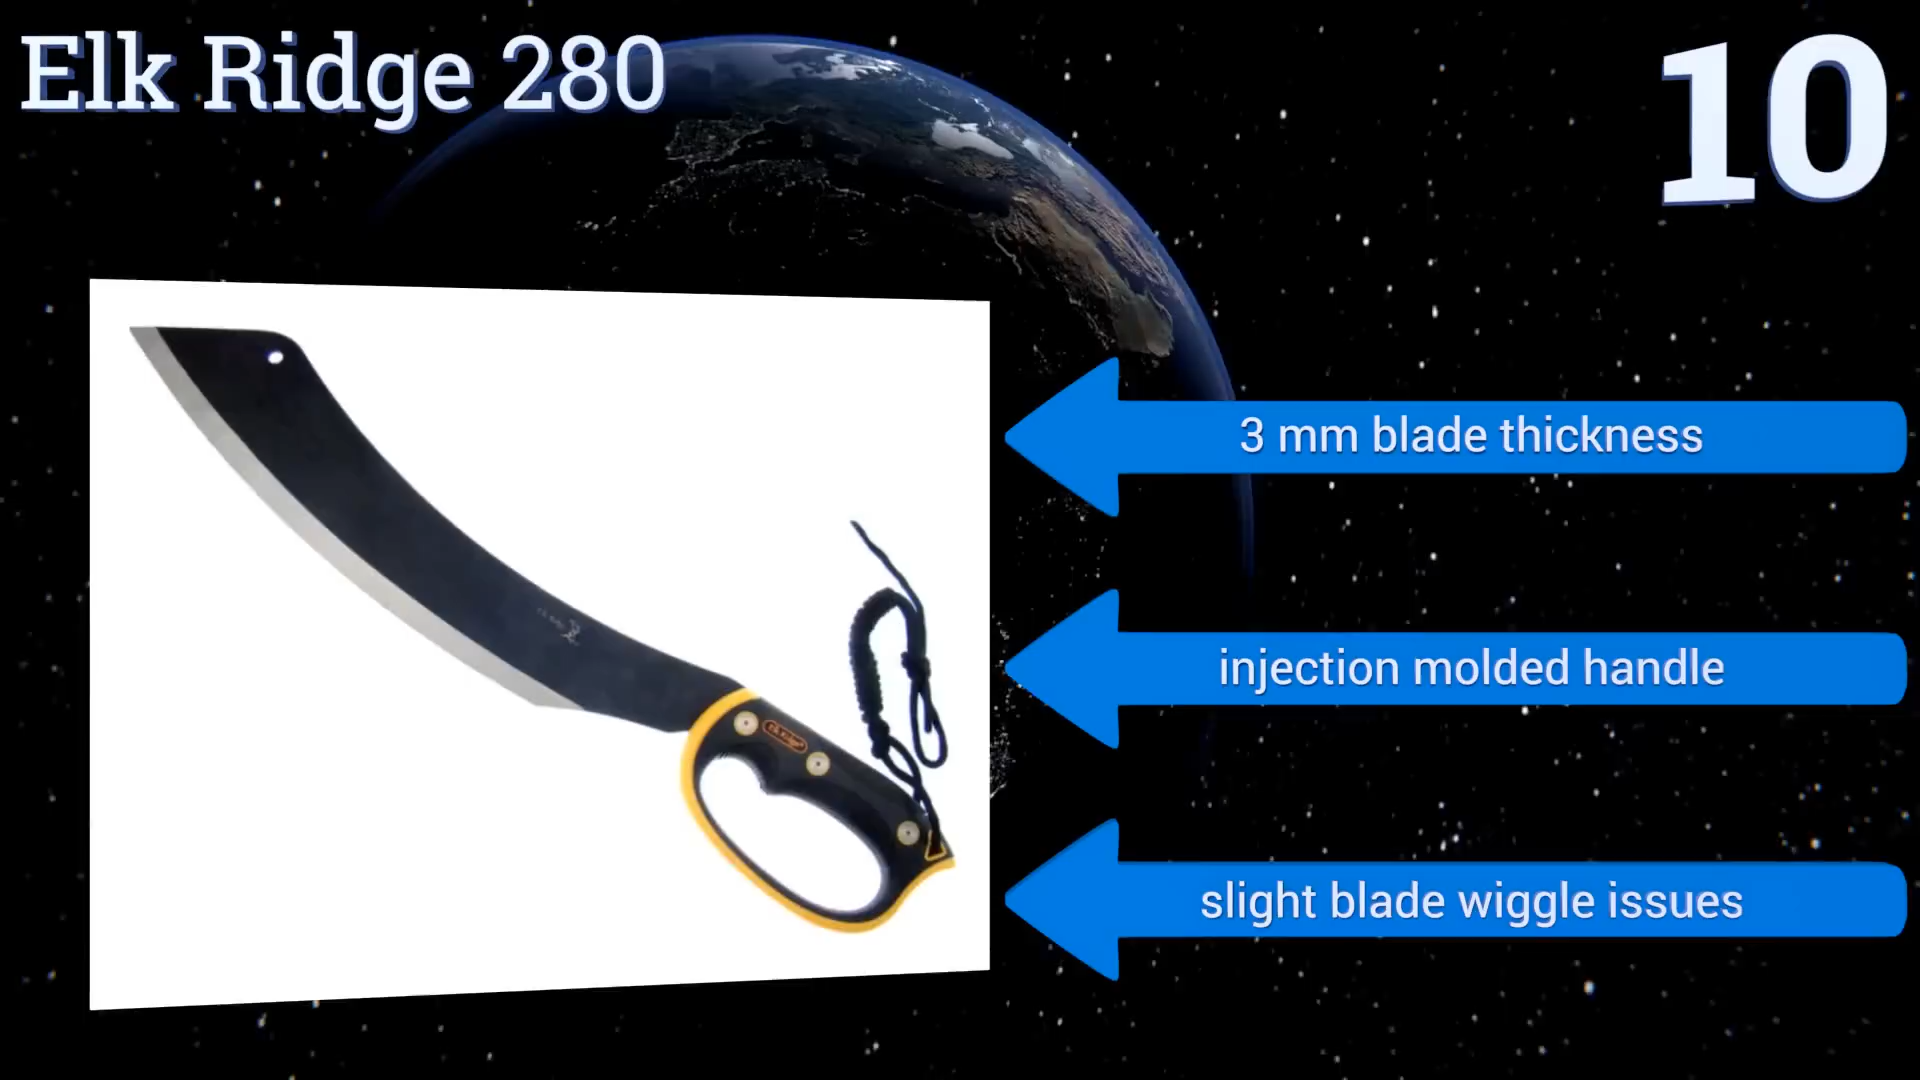 Elk Ridge 280
10
3 mm blade thickness
injection molded handle
slight blade wiggle issues